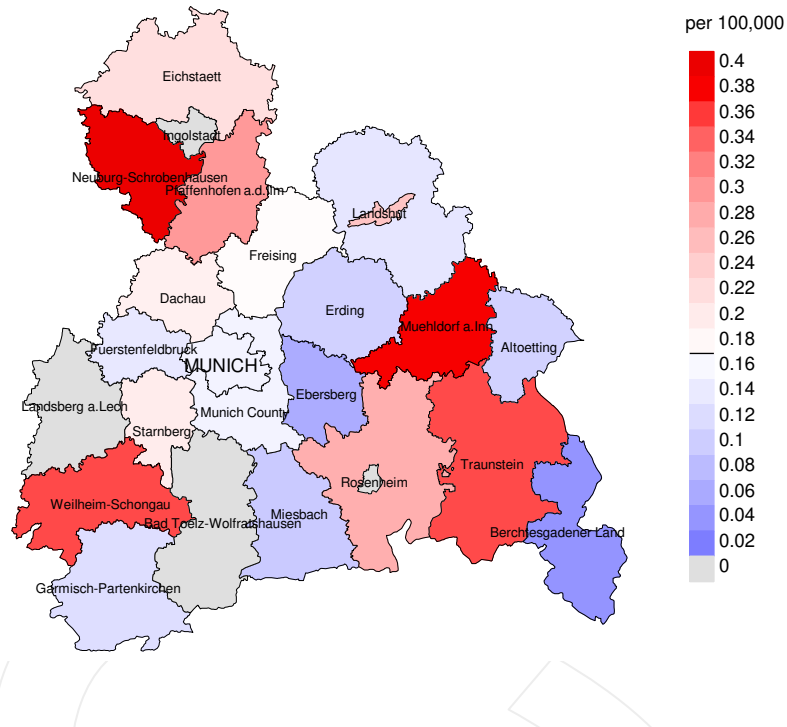 per 100,000
0.4
0.38
0.36
0.34
0.32
0.3
0.28
0.26
0.24
0.22
0.2
0.18
0.16
0.14
0.12
0.1
0.08
0.06
0.04
0.02
0
Eichstaett
Ingolstadt
Neuburg-Schrobenhausen
Pfaffenhofen a.d.Ilm
Landshut
Freising
Dachau
Erding
Muehldorf a.Inn
Altoetting
Fuerstenfeldbruck
MUNICH
Ebersberg
Landsberg a.Lech
Munich County
Starnberg
Traunstein
Rosenheim
Weilheim-Schongau
Miesbach
Bad Toelz-Wolfratshausen
Berchtesgadener Land
Garmisch-Partenkirchen